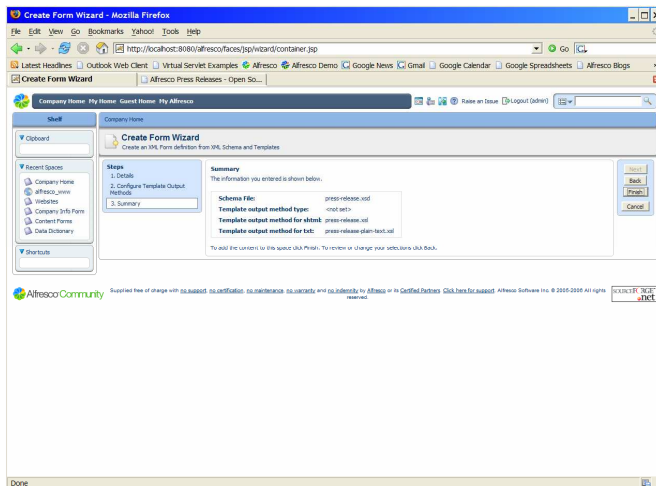 Create Form Wizard - Mozilla Firefox
File Edit View Go Bookmarks Yahoo! Tools Help
http://localhost:8080/alfresco/faces/jsp/wizard/container.jsp
Go
Latest Headlines Outlook Web Client Virtual Servlet Examples Alfresco Alfresco Demo Google News Gmail Google Calendar Google Spreadsheets Alfresco Blogs
Create Form Wizard
Alfresco Press Releases - Open So...
Company Home My Home Guest Home My Alfresco
Raise an Issue Logout (admin)
Shelf
Company Home
Clipboard
Recent Spaces
Company Home
alfresco_www
Websites
Company Info Form
Content Forms
Data Dictionary
Shortcuts
Create Form Wizard
Create an XML Form definition from XML Schema and Templates
Steps
1. Details
2. Configure Template Output Methods
3. Summary
Summary
The information you entered is shown below.
Schema File: press-release.xsd
Template output method type: <not set>
Template output method for shtml: press-release.xsl
Template output method for txt: press-release-plain-text.xsl
To add the content to this space click Finish. To review or change your selections click Back.
Next
Back
Finish
Cancel
Alfresco Community
Supplied free of charge with no support, no certification, no maintenance, no warranty and no indemnity by Alfresco or its Certified Partners. Click here for support. Alfresco Software Inc. © 2005-2006 All rights
reserved.
SOURCEFORGE
.net
Done